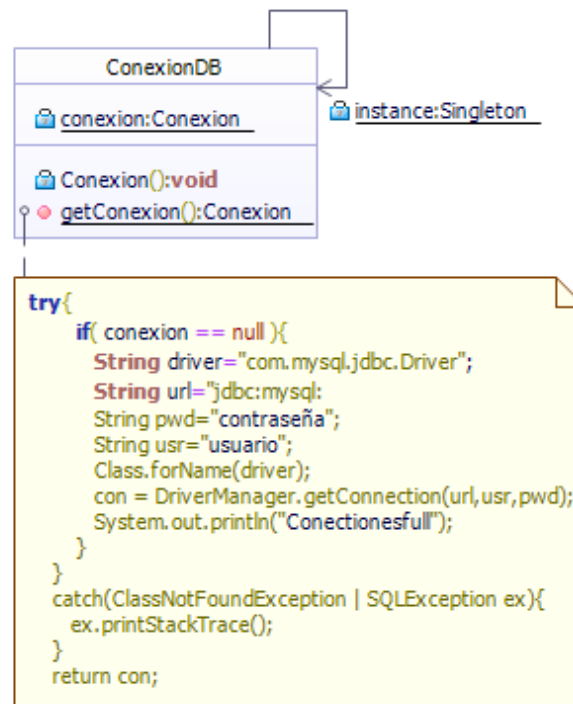 ConexionDB
conexion:Conexion
instance:Singleton
Conexion():void
getConexion():Conexion
try{
if( conexion == null ){
String driver="com.mysql.jdbc.Driver";
String url="jdbc:mysql:
String pwd="contraseña";
String usr="usuario";
Class.forName(driver);
con = DriverManager.getConnection(url,usr,pwd);
System.out.println("Conectionesfull");
}
}
catch(ClassNotFoundException | SQLException ex){
ex.printStackTrace();
}
return con;